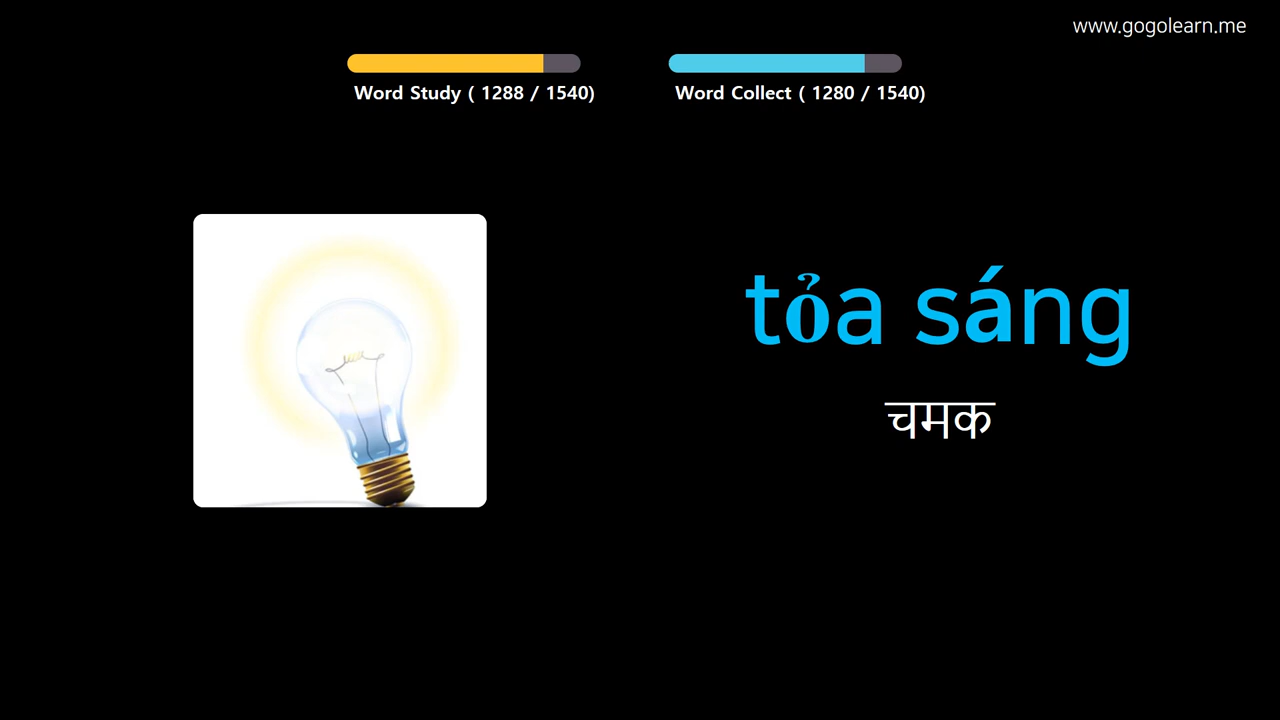 www.gogolearn.me
Word Study ( 1288 / 1540)
Word Collect ( 1280 / 1540)
tỏa sáng
चमक